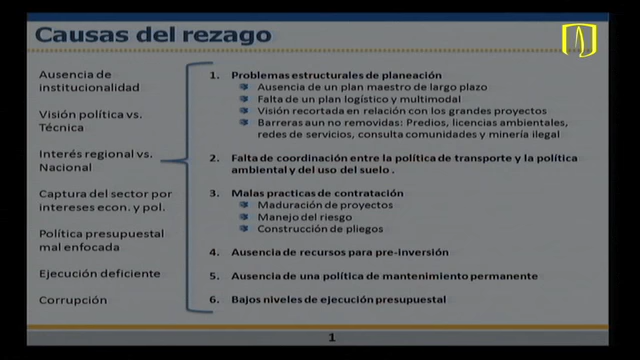 Causas del rezago
Ausencia de
institucionalidad
Visión política vs.
Técnica
Interés regional vs.
Nacional
Captura del sector por
intereses econ. y pol.
Política presupuestal
mal enfocada
Ejecución deficiente
Corrupción
1. Problemas estructurales de planeación
Ausencia de un plan maestro de largo plazo
Falta de un plan logístico y multimodal
Visión recortada en relación con los grandes proyectos
Barreras aun no removidas: Predios, licencias ambientales,
redes de servicios, consulta comunidades y minería ilegal
2. Falta de coordinación entre la política de transporte y la política
ambiental y del uso del suelo .
3. Malas practicas de contratación
Maduración de proyectos
Manejo del riesgo
Construcción de pliegos
4. Ausencia de recursos para pre-inversión
5. Ausencia de una política de mantenimiento permanente
6. Bajos niveles de ejecución presupuestal
1